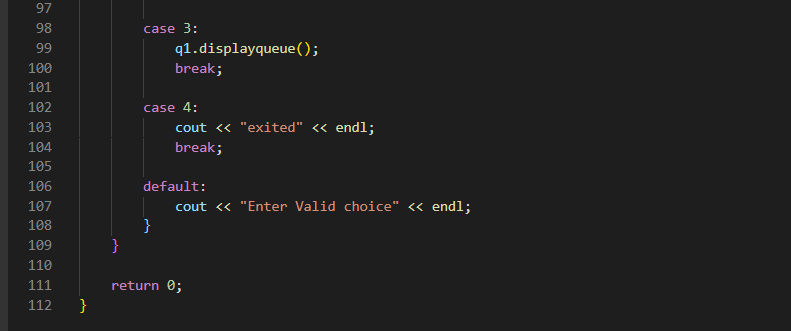 97
98 case 3:
99 q1.displayqueue();
100 break;
101
102 case 4:
103 cout << "exited" << endl;
104 break;
105
106 default:
107 cout << "Enter Valid choice" << endl;
108 }
109 }
110
111 return 0;
112 }